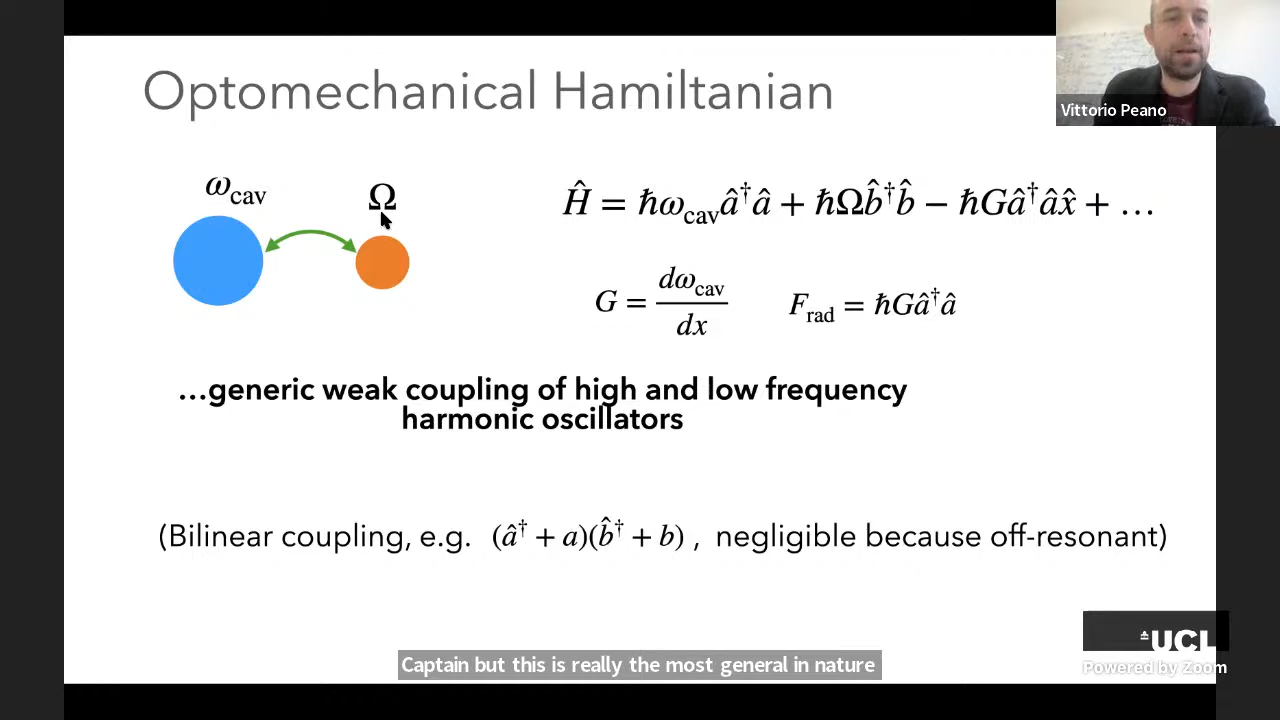 Optomechanical Hamiltanian
Vittorio Peano
ω_cav
Ω
Ĥ = ħω_cav â†â + ħΩb̂†b̂ − ħGâ†âx̂ + …
G = dω_cav / dx
F_rad = ħGâ†â
…generic weak coupling of high and low frequency
harmonic oscillators
(Bilinear coupling, e.g. (â† + a)(b̂† + b) , negligible because off-resonant)
UCL
Captain but this is really the most general in nature
Powered by Zoom